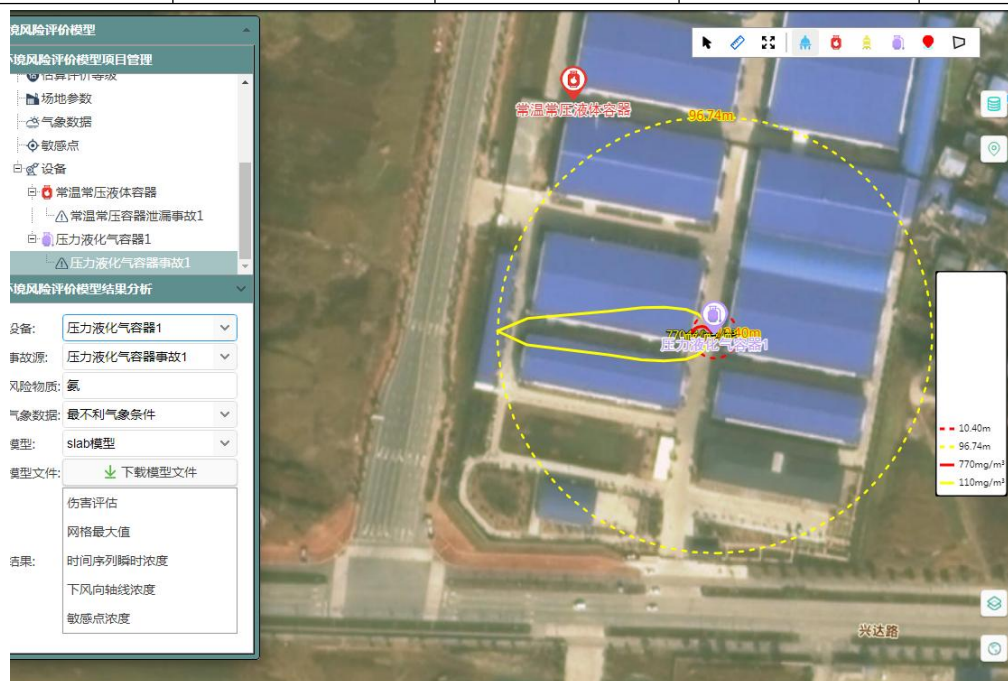 境风险评价模型
环境风险评价模型项目管理
估算评价等级
场地参数
气象数据
敏感点
设备
常温常压液体容器
常温常压容器泄漏事故1
压力液化气容器1
压力液化气容器事故1
环境风险评价模型结果分析
设备:
压力液化气容器1
事故源:
压力液化气容器事故1
风险物质:
氨
气象数据:
最不利气象条件
模型:
slab模型
模型文件:
下载模型文件
结果:
伤害评估
网格最大值
时间序列瞬时浓度
下风向轴线浓度
敏感点浓度
常温常压液体容器
96.74m
压力液化气容器1
10.40m
96.74m
770mg/m³
110mg/m³
兴达路